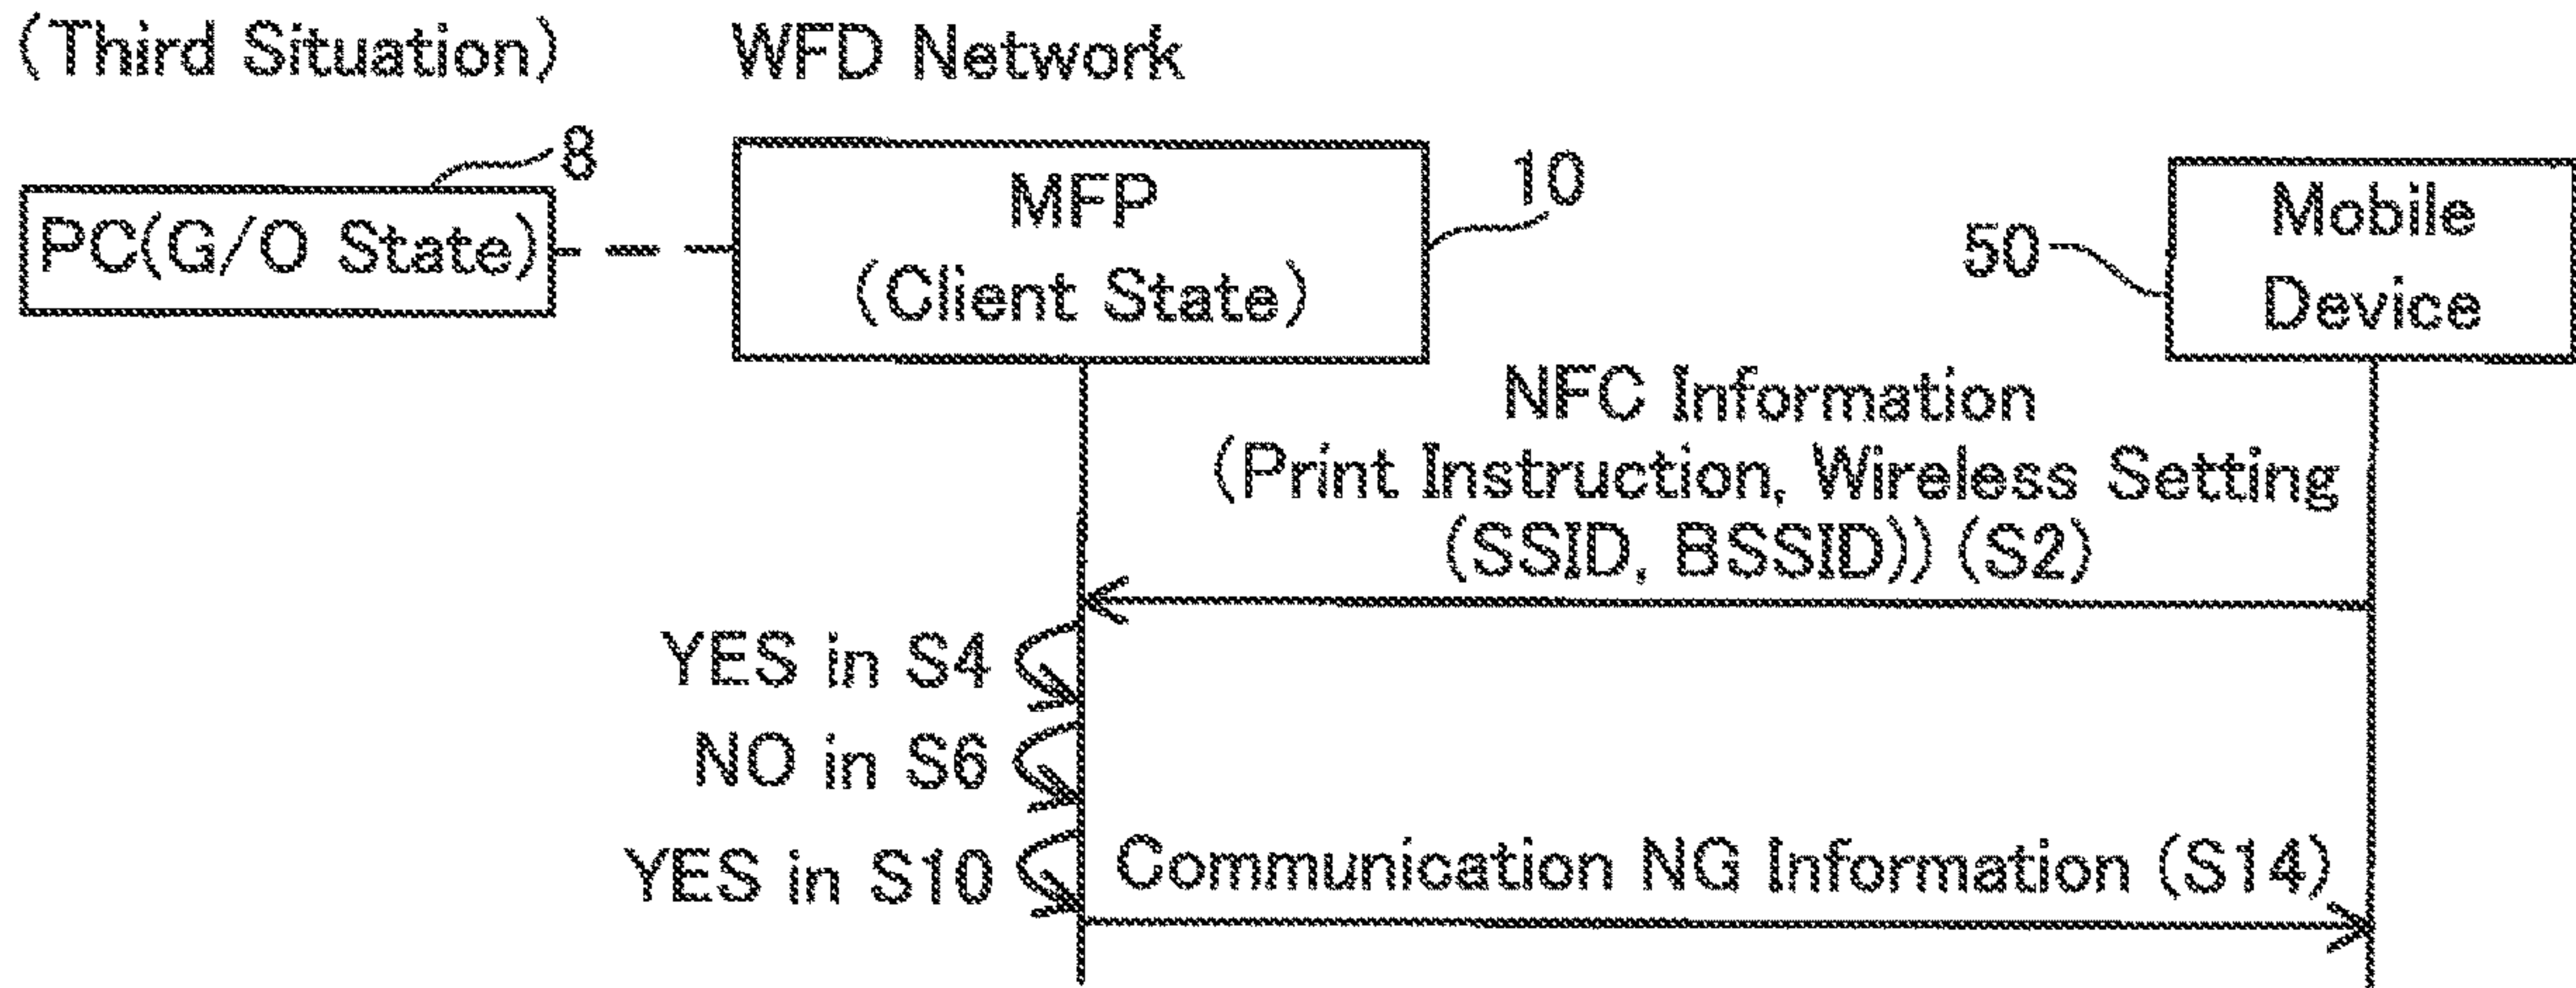 (Third Situation)
WFD Network
8
PC(G/O State)
MFP
(Client State)
10
50
Mobile
Device
NFC Information
(Print Instruction, Wireless Setting
(SSID, BSSID)) (S2)
YES in S4
NO in S6
YES in S10
Communication NG Information (S14)